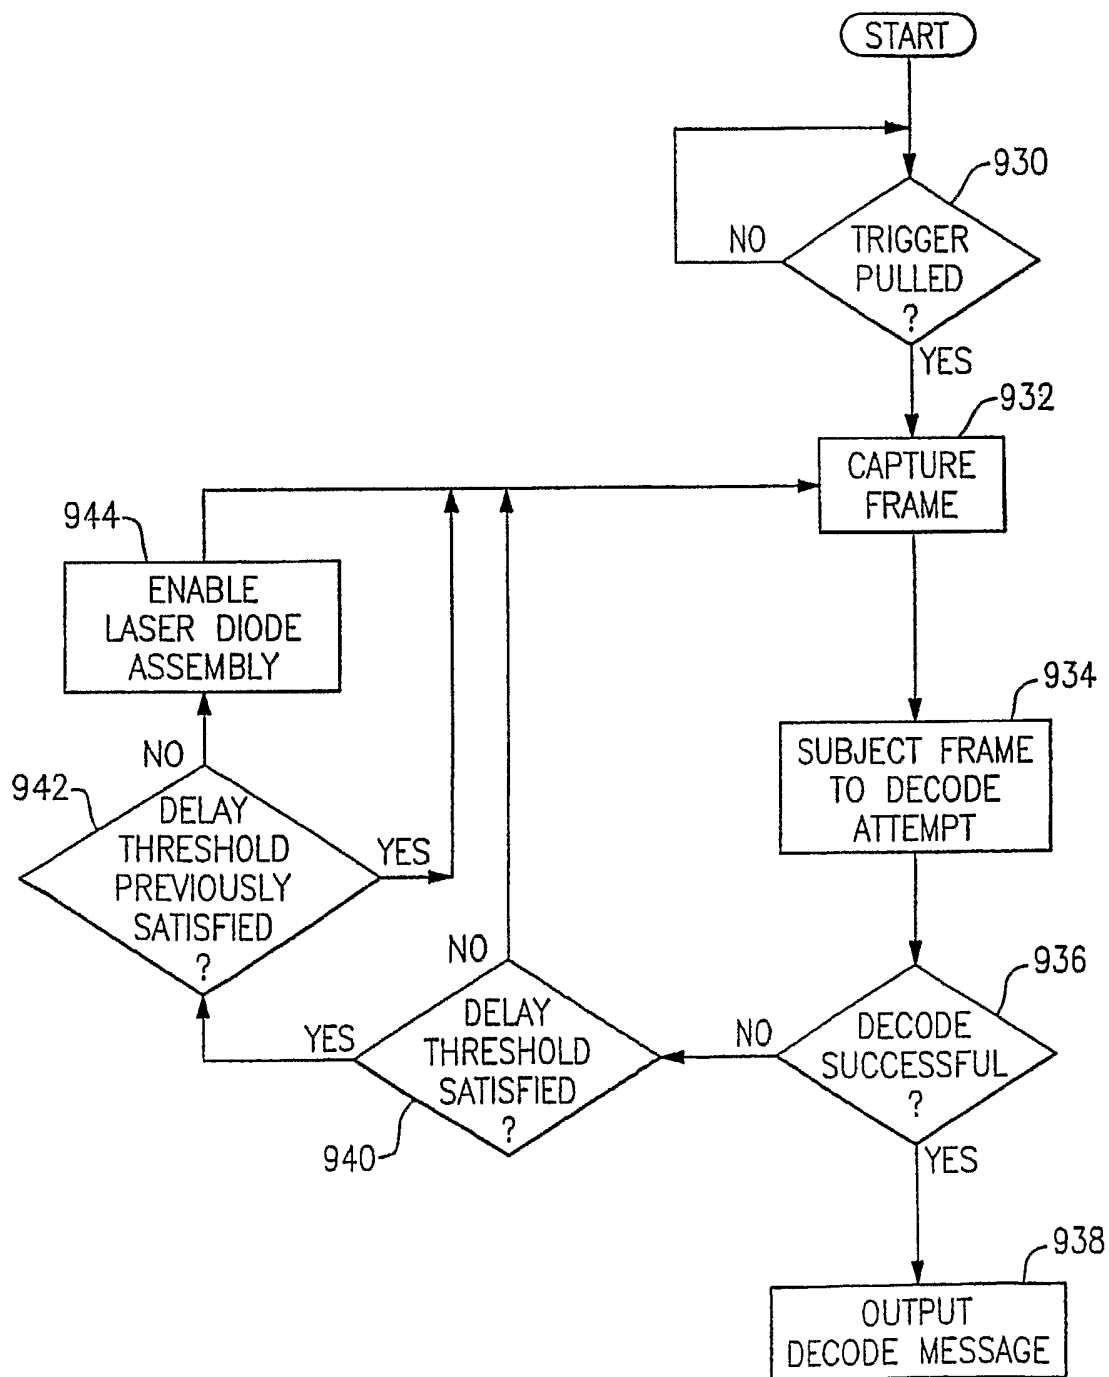 START
930
NO
TRIGGER
PULLED
?
YES
932
CAPTURE
FRAME
944
ENABLE
LASER DIODE
ASSEMBLY
934
SUBJECT FRAME
TO DECODE
ATTEMPT
NO
942
DELAY
THRESHOLD
PREVIOUSLY
SATISFIED
?
YES
NO
936
YES
DELAY
THRESHOLD
SATISFIED
?
940
NO
DECODE
SUCCESSFUL
?
YES
938
OUTPUT
DECODE MESSAGE